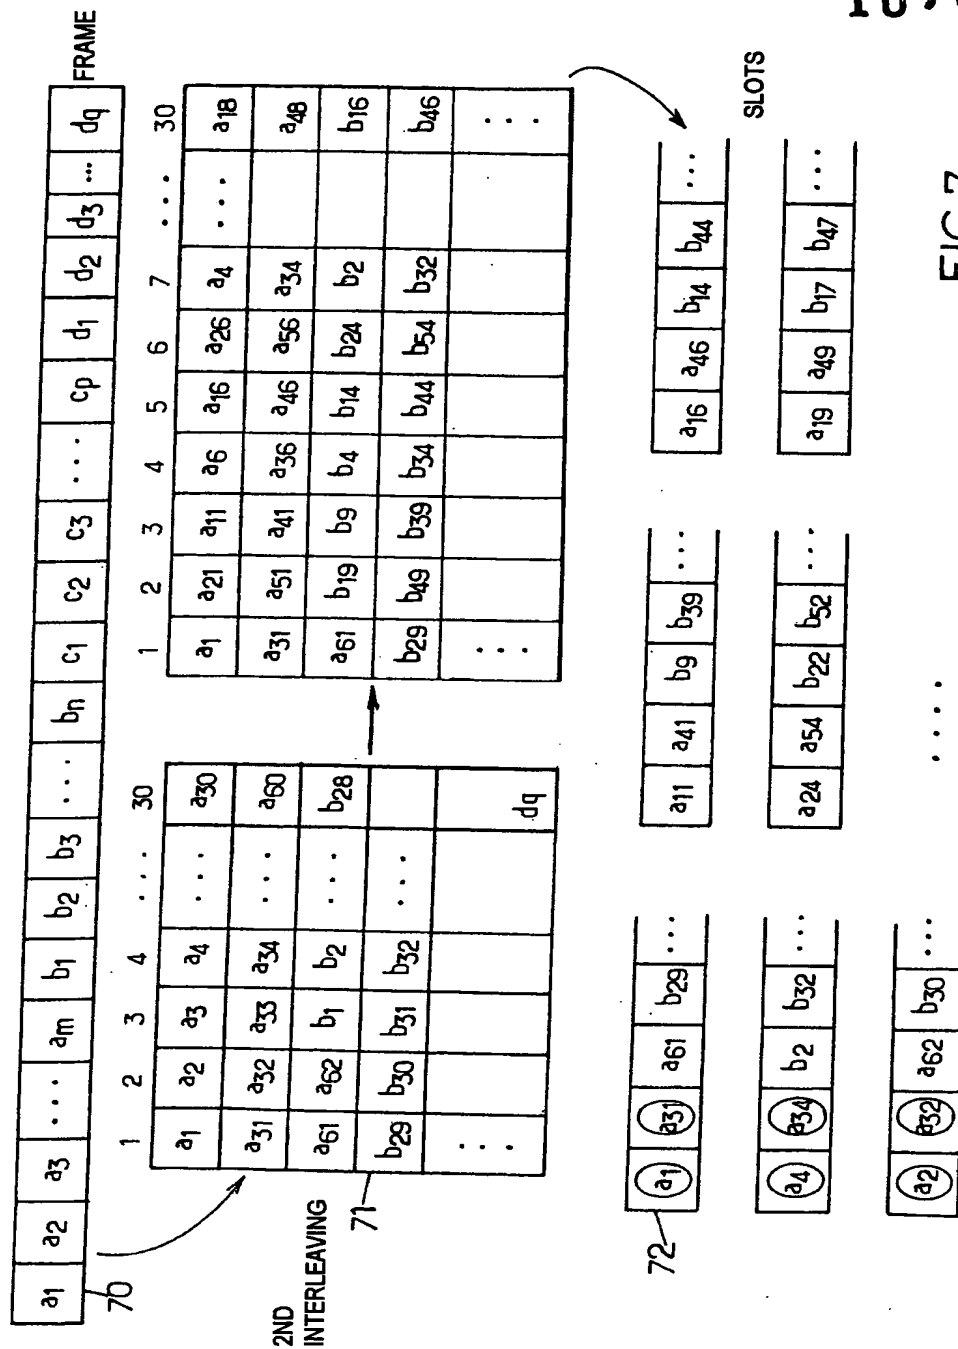 a1 a2 a3 ... am b1 b2 b3 ... bn c1 c2 c3 ... cp d1 d2 d3 ... dq FRAME
70
2ND
INTERLEAVING
71
1 2 3 4 ... 30
a1 a2 a3 a4 ... a30
a31 a32 a33 a34 ... a60
a61 a62 b1 b2 ... b28
b29 b30 b31 b32 ...
... dq
1 2 3 4 5 6 7 ... 30
a1 a21 a11 a6 a16 a26 a4 ... a18
a31 a51 a41 a36 a46 a56 a34 a48
a61 b19 b9 b4 b14 b24 b2 b16
b29 b49 b39 b34 b44 b54 b32 b46
... ...
72
a1 a31 a61 b29 ...
a11 a41 b9 b39 ...
a16 a46 b14 b44 ...
SLOTS
a4 a34 b2 b32 ...
a24 a54 b22 b52 ...
a19 a49 b17 b47 ...
a2 a32 a62 b30 ...
....